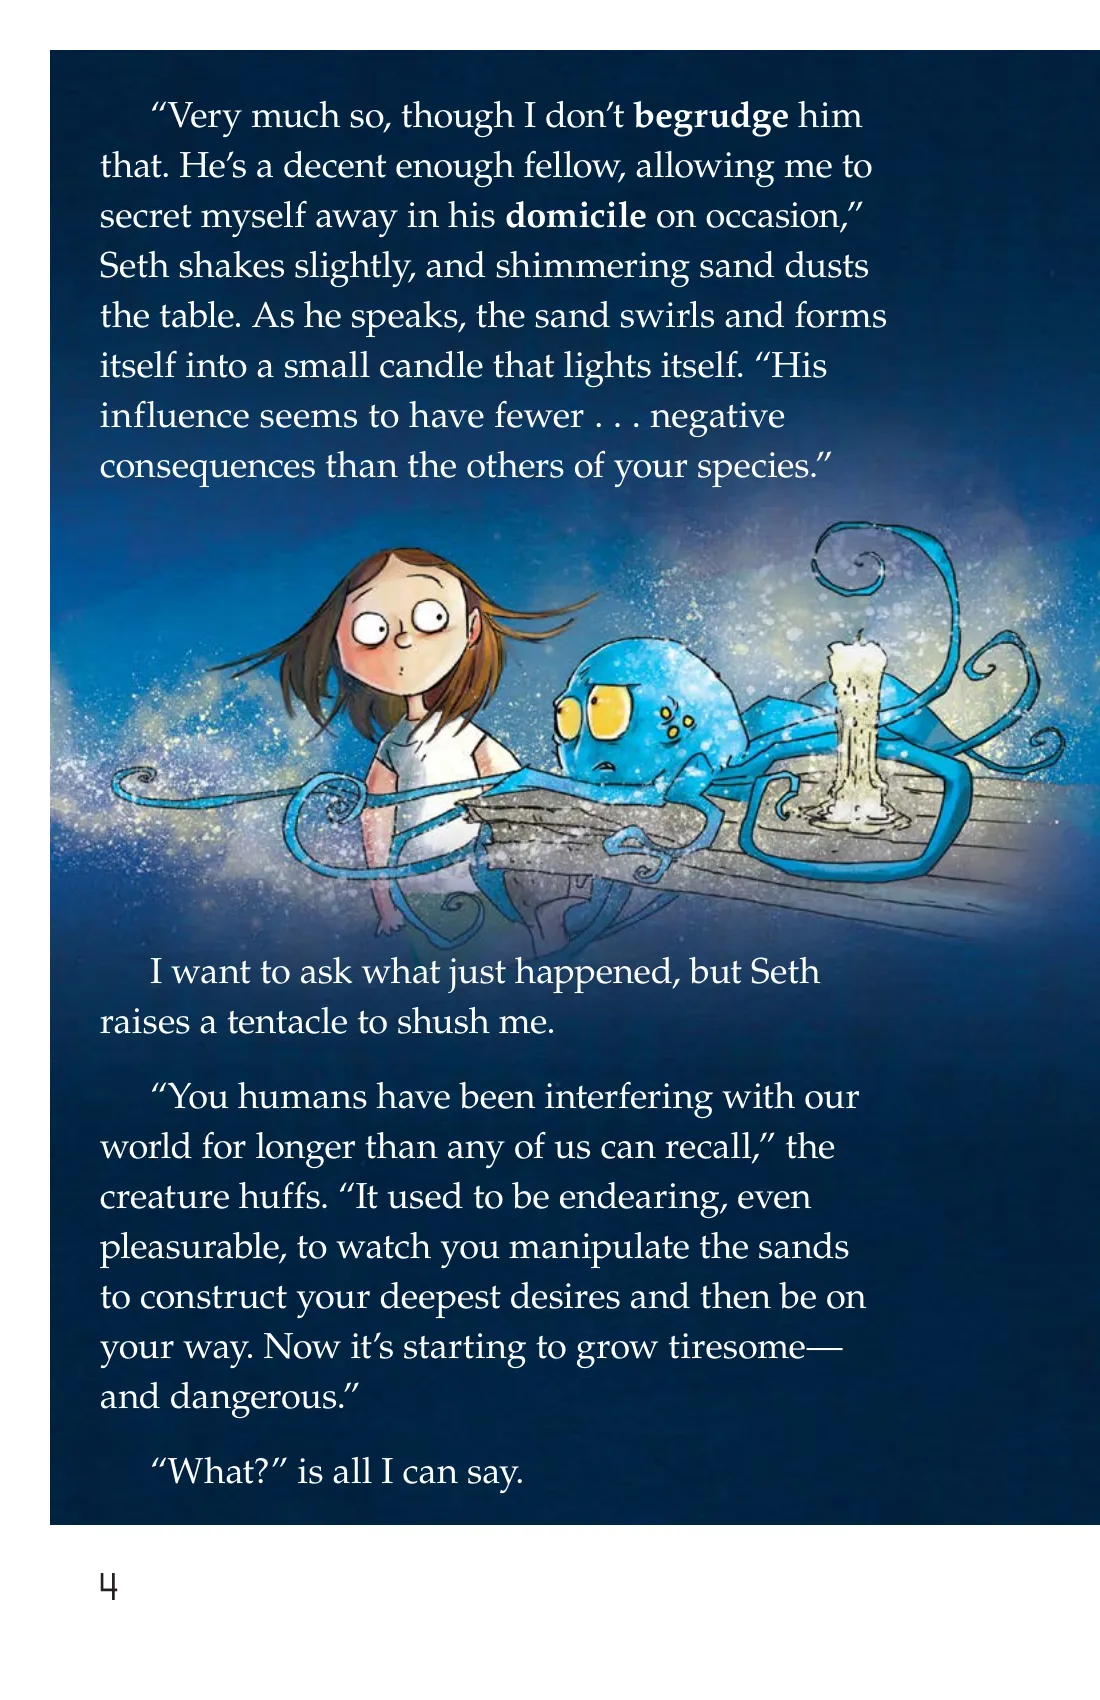 “Very much so, though I don’t begrudge him
that. He’s a decent enough fellow, allowing me to
secret myself away in his domicile on occasion,”
Seth shakes slightly, and shimmering sand dusts
the table. As he speaks, the sand swirls and forms
itself into a small candle that lights itself. “His
influence seems to have fewer . . . negative
consequences than the others of your species.”
I want to ask what just happened, but Seth
raises a tentacle to shush me.
“You humans have been interfering with our
world for longer than any of us can recall,” the
creature huffs. “It used to be endearing, even
pleasurable, to watch you manipulate the sands
to construct your deepest desires and then be on
your way. Now it’s starting to grow tiresome—
and dangerous.”
“What?” is all I can say.
4